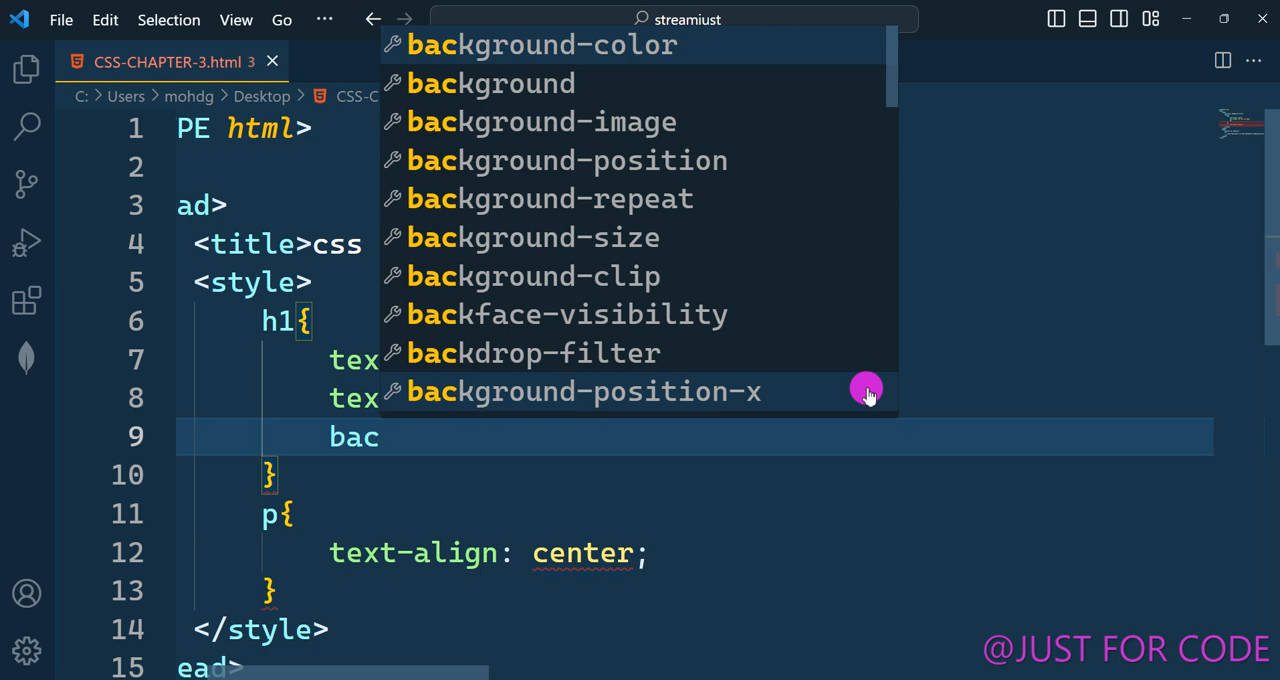 File Edit Selection View Go ··· streamiust
CSS-CHAPTER-3.html 3
C: > Users > mohdg > Desktop > CSS-C
1 PE html>
2
3 ad>
4 <title>css
5 <style>
6 h1{
7 tex
8 tex
9 bac
10 }
11 p{
12 text-align: center;
13 }
14 </style>
15 ead>
background-color
background
background-image
background-position
background-repeat
background-size
background-clip
backface-visibility
backdrop-filter
background-position-x
@JUST FOR CODE